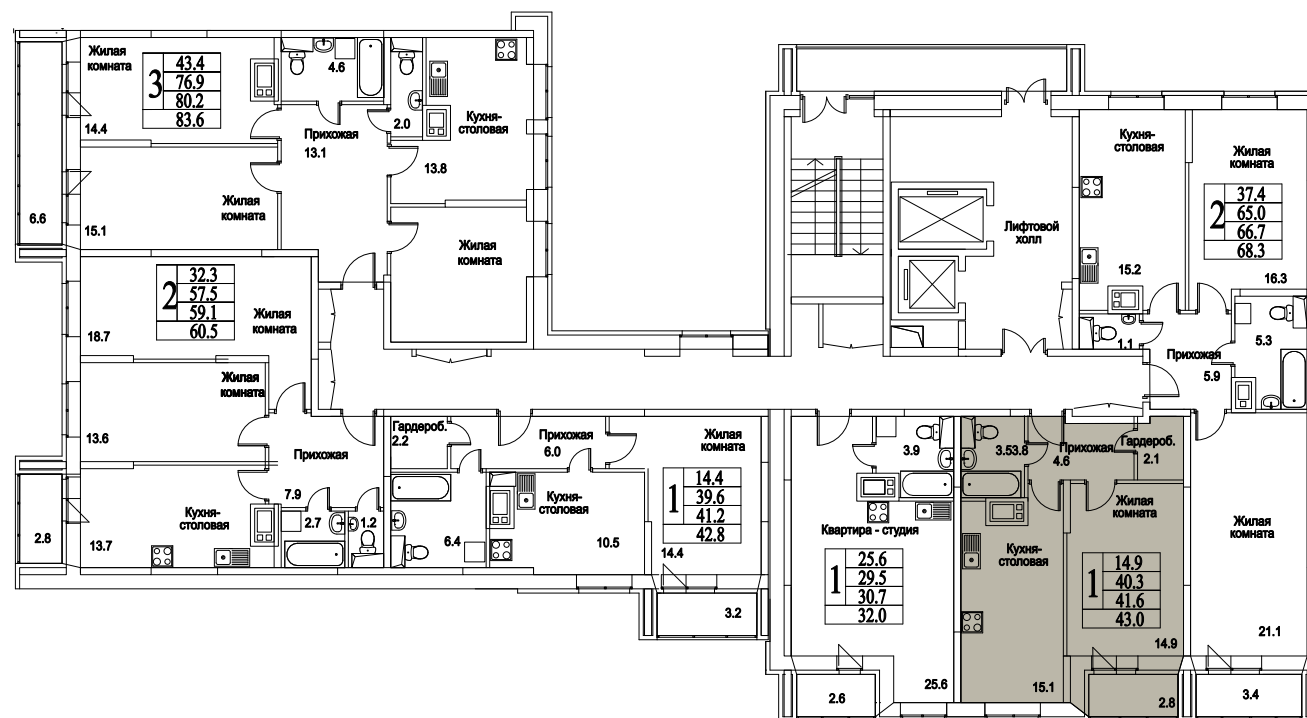 Жилая
комната
3
43.4
76.9
80.2
83.6
14.4
4.6
2.0
Кухня-
столовая
13.8
Прихожая
13.1
Жилая
комната
15.1
6.6
Жилая
комната
2
32.3
57.5
59.1
60.5
Жилая
комната
18.7
Жилая
комната
13.6
Прихожая
7.9
Кухня-
столовая
13.7
2.8
2.7
1.2
Гардероб.
2.2
Прихожая
6.0
Жилая
комната
1
14.4
39.6
41.2
42.8
Кухня-
столовая
10.5
6.4
14.4
3.2
Лифтовой
холл
Кухня-
столовая
15.2
Жилая
комната
2
37.4
65.0
66.7
68.3
16.3
1.1
Прихожая
5.9
5.3
3.9
Квартира - студия
1
25.6
29.5
30.7
32.0
25.6
2.6
3.53.8
Прихожая
4.6
Гардероб.
2.1
Жилая
комната
Кухня-
столовая
1
14.9
40.3
41.6
43.0
14.9
15.1
2.8
Жилая
комната
21.1
3.4